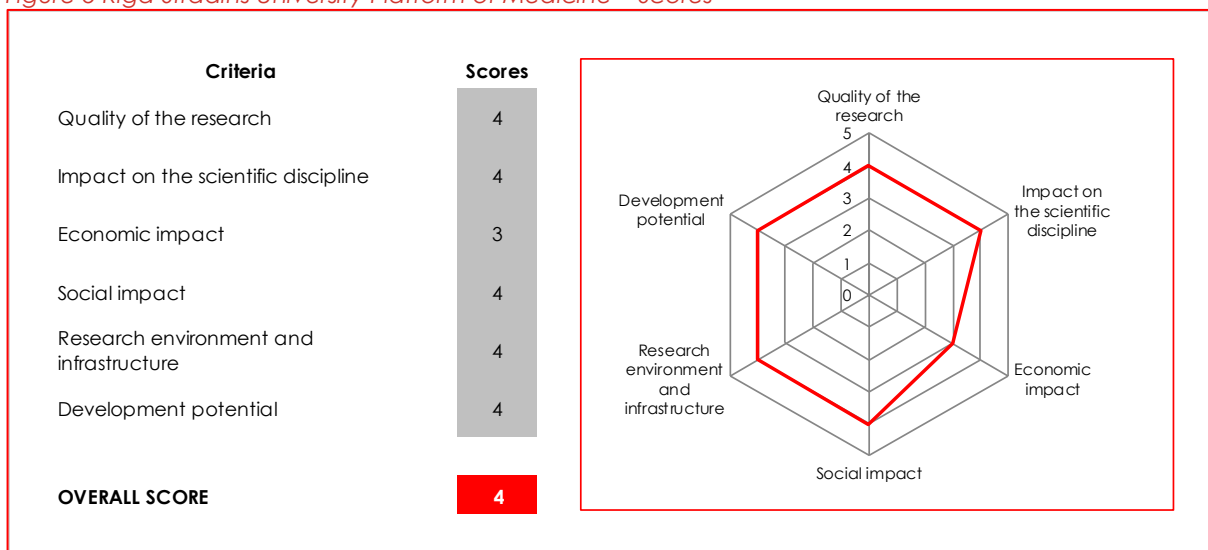 Criteria Scores
Quality of the research 4
Impact on the scientific discipline 4
Economic impact 3
Social impact 4
Research environment and
infrastructure 4
Development potential 4
OVERALL SCORE 4
Quality of the
research
5
4
3
2
1
0
Impact on
the scientific
discipline
Economic
impact
Social impact
Research
environment
and
infrastructure
Development
potential